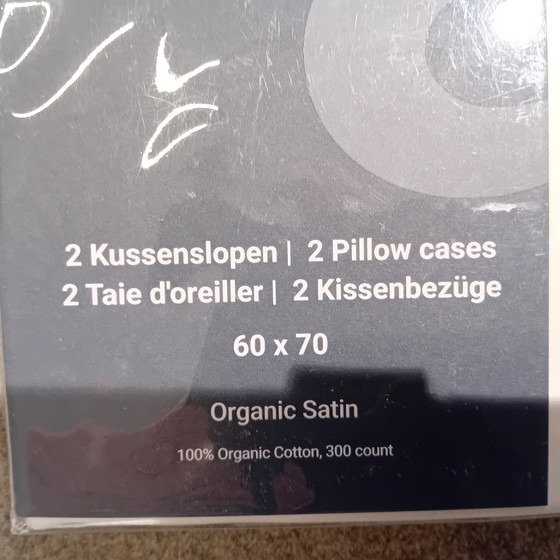 2 Kussenslopen | 2 Pillow cases
2 Taie d'oreiller | 2 Kissenbezüge
60 x 70
Organic Satin
100% Organic Cotton, 300 count